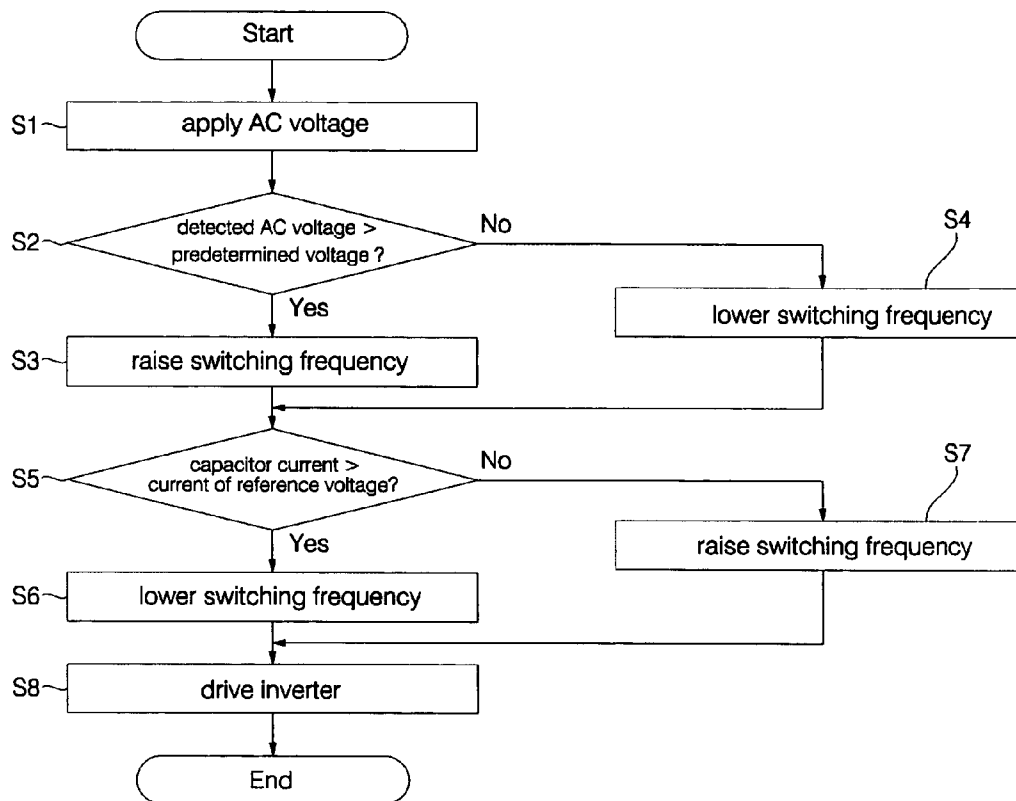 Start
S1
apply AC voltage
S2
detected AC voltage >
predetermined voltage ?
No
S4
Yes
lower switching frequency
S3
raise switching frequency
S5
capacitor current >
current of reference voltage?
No
S7
Yes
raise switching frequency
S6
lower switching frequency
S8
drive inverter
End